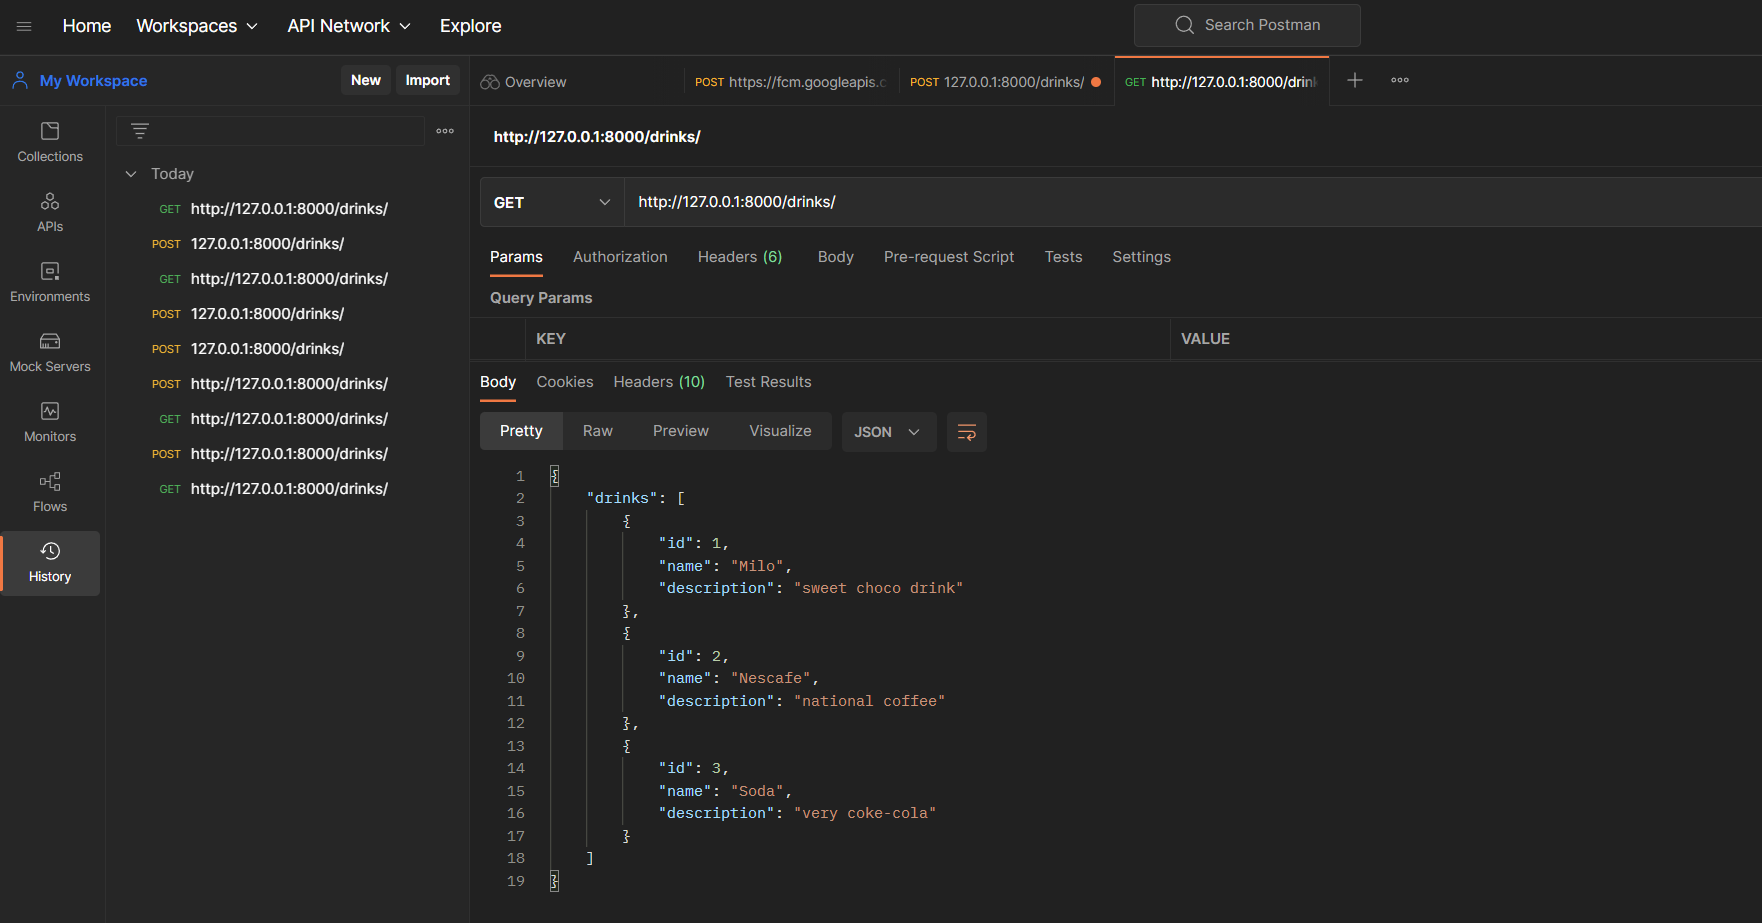 Home Workspaces API Network Explore Search Postman
My Workspace New Import
Overview POST https://fcm.googleapis.c POST 127.0.0.1:8000/drinks/ GET http://127.0.0.1:8000/drin
Collections
APIs
Environments
Mock Servers
Monitors
Flows
History
Today
GET http://127.0.0.1:8000/drinks/
POST 127.0.0.1:8000/drinks/
GET http://127.0.0.1:8000/drinks/
POST 127.0.0.1:8000/drinks/
POST 127.0.0.1:8000/drinks/
POST http://127.0.0.1:8000/drinks/
GET http://127.0.0.1:8000/drinks/
POST http://127.0.0.1:8000/drinks/
GET http://127.0.0.1:8000/drinks/
http://127.0.0.1:8000/drinks/
GET http://127.0.0.1:8000/drinks/
Params Authorization Headers (6) Body Pre-request Script Tests Settings
Query Params
KEY VALUE
Body Cookies Headers (10) Test Results
Pretty Raw Preview Visualize JSON
1 {
2 "drinks": [
3 {
4 "id": 1,
5 "name": "Milo",
6 "description": "sweet choco drink"
7 },
8 {
9 "id": 2,
10 "name": "Nescafe",
11 "description": "national coffee"
12 },
13 {
14 "id": 3,
15 "name": "Soda",
16 "description": "very coke-cola"
17 }
18 ]
19 }